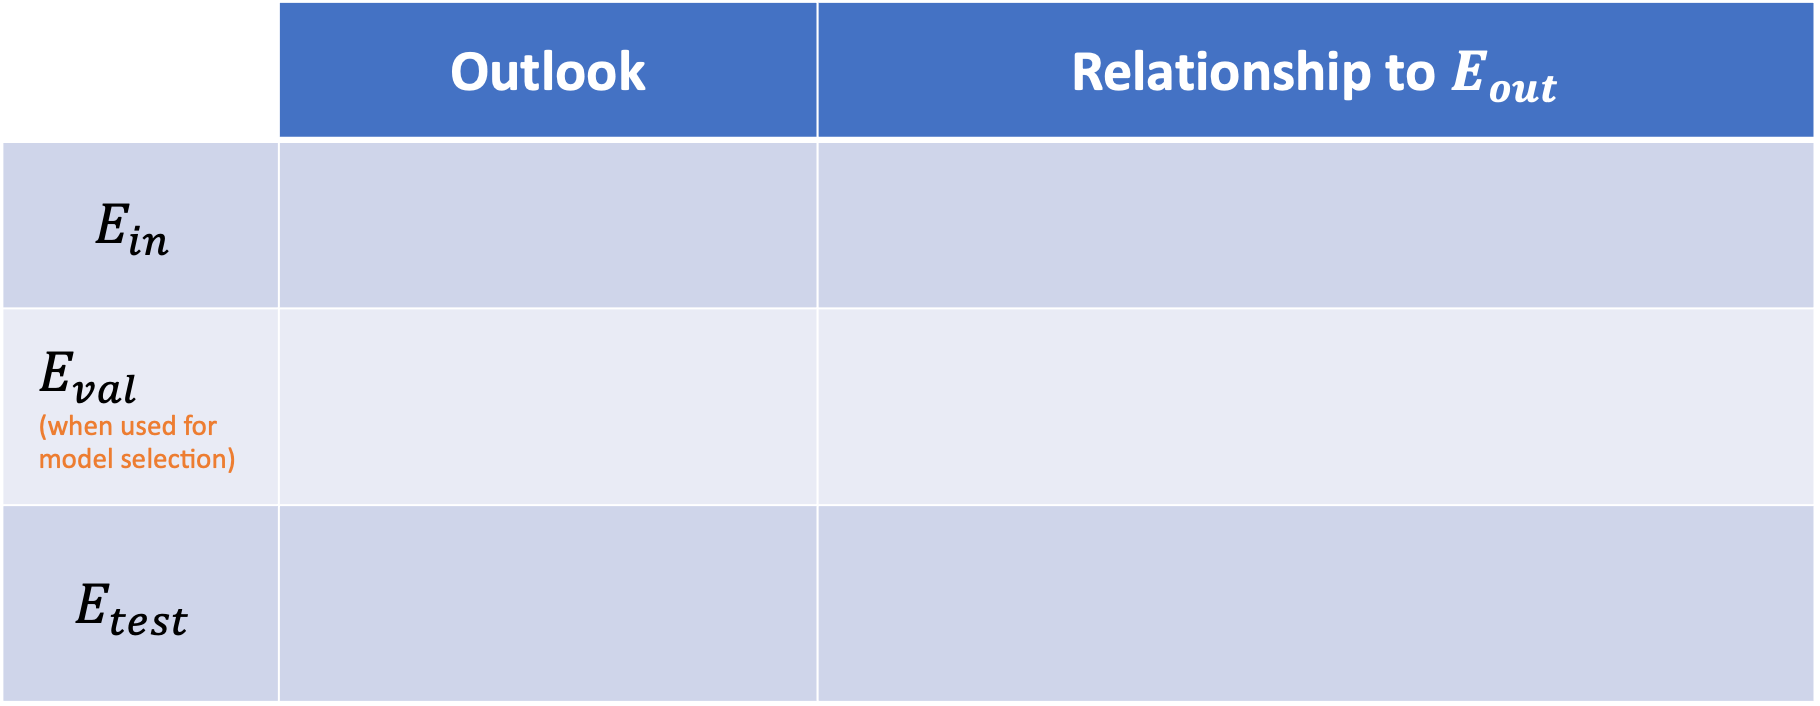 Outlook
Relationship to E_out
E_in
E_val
(when used for
model selection)
E_test